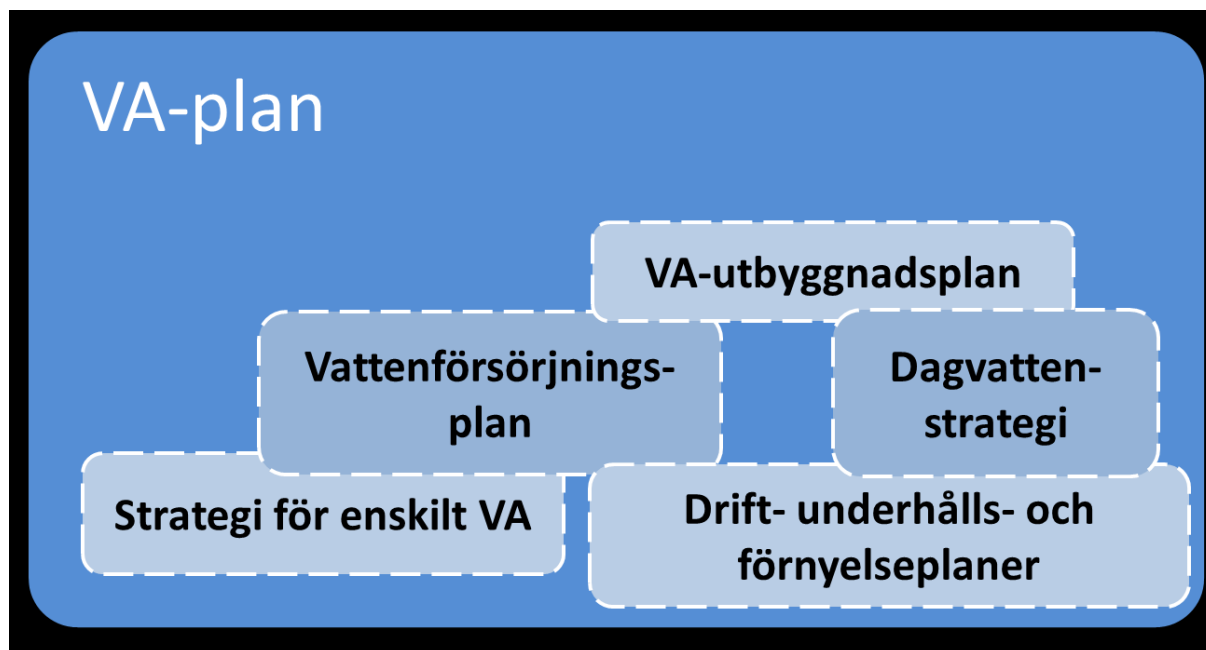 VA-plan
VA-utbyggnadsplan
Vattenförsörjnings-
plan
Dagvatten-
strategi
Strategi för enskilt VA
Drift- underhålls- och
förnyelseplaner